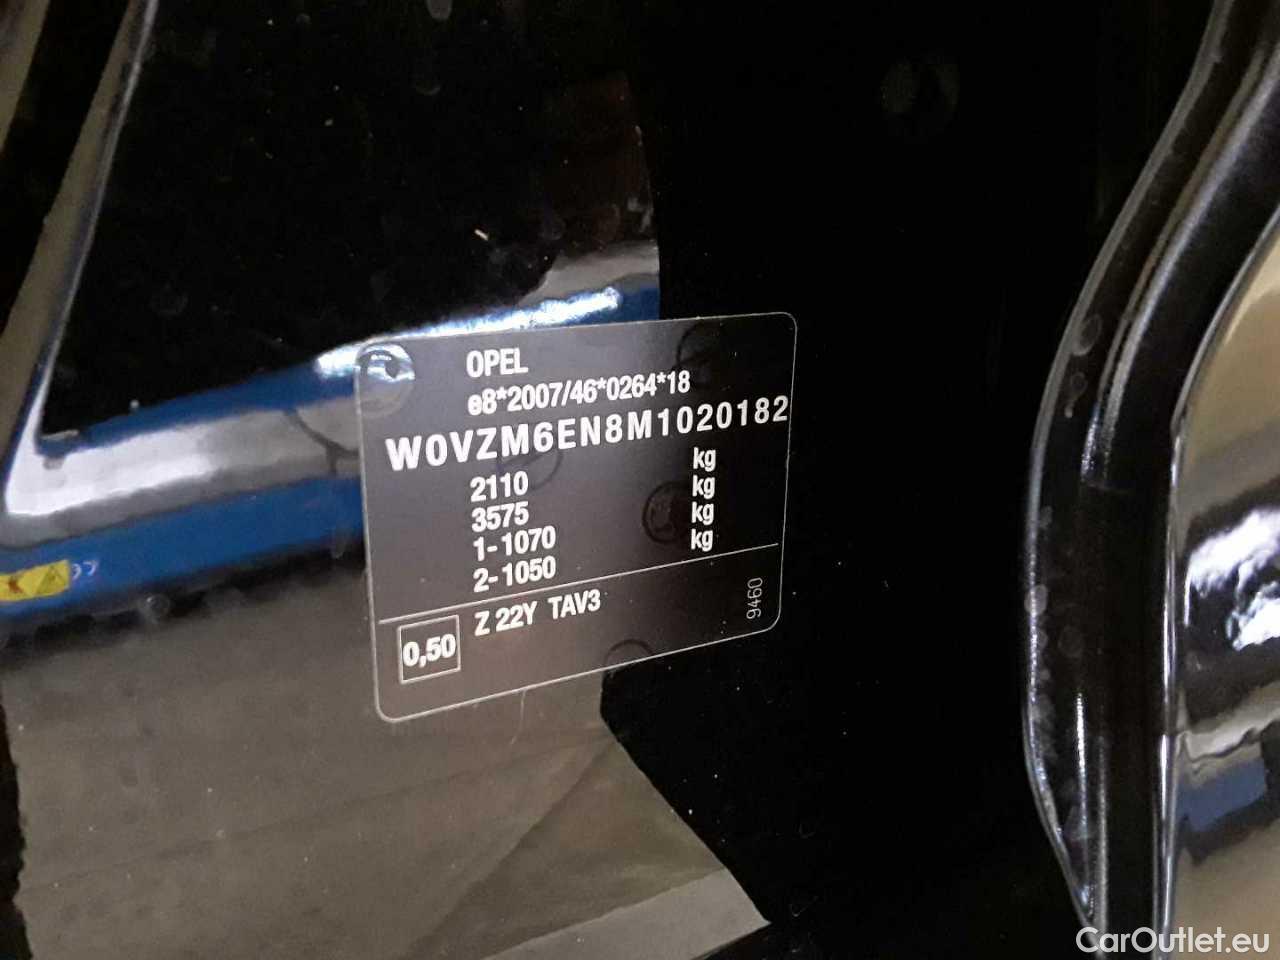 OPEL
e8*2007/46*0264*18
W0VZM6EN8M1020182
2110 kg
3575 kg
1-1070 kg
2-1050 kg
0,50 Z 22Y TAV3
9460
CarOutlet.eu